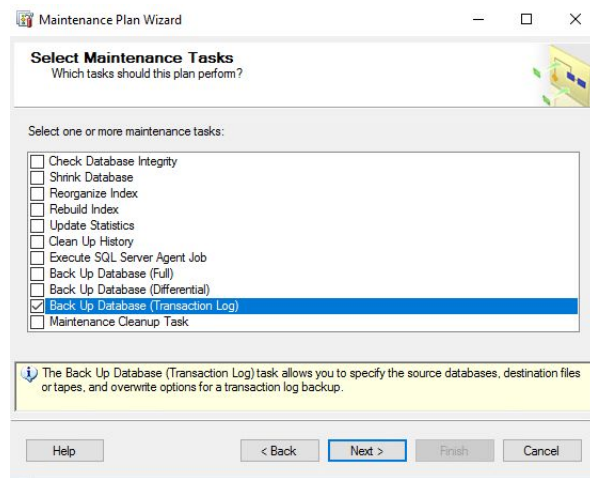 Maintenance Plan Wizard
Select Maintenance Tasks
Which tasks should this plan perform?
Select one or more maintenance tasks:
Check Database Integrity
Shrink Database
Reorganize Index
Rebuild Index
Update Statistics
Clean Up History
Execute SQL Server Agent Job
Back Up Database (Full)
Back Up Database (Differential)
Back Up Database (Transaction Log)
Maintenance Cleanup Task
The Back Up Database (Transaction Log) task allows you to specify the source databases, destination files
or tapes, and overwrite options for a transaction log backup.
Help < Back Next > Finish Cancel